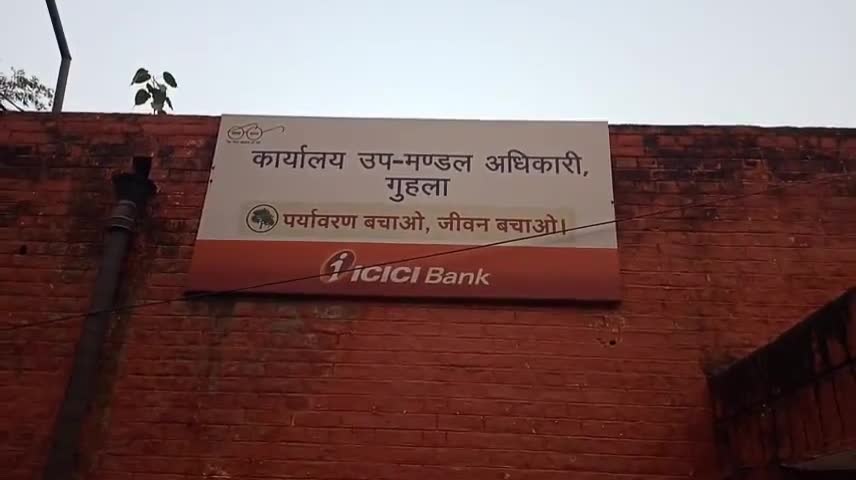 कार्यालय उप-मण्डल अधिकारी,
गुहला
पर्यावरण बचाओ, जीवन बचाओ।
ICICI Bank